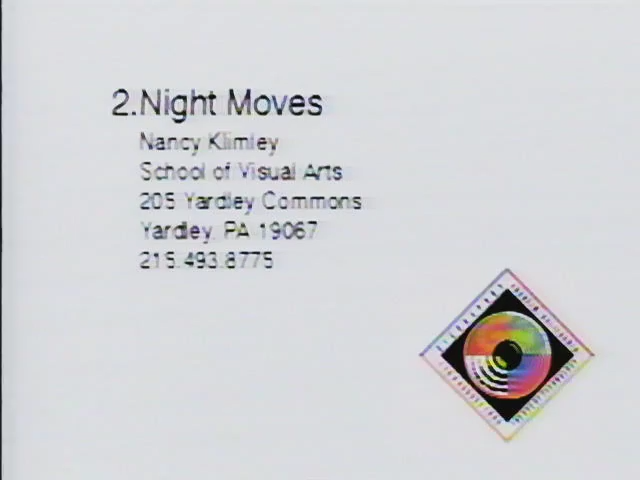 2.Night Moves
Nancy Klimley
School of Visual Arts
205 Yardley Commons
Yardley, PA 19067
215.493.8775